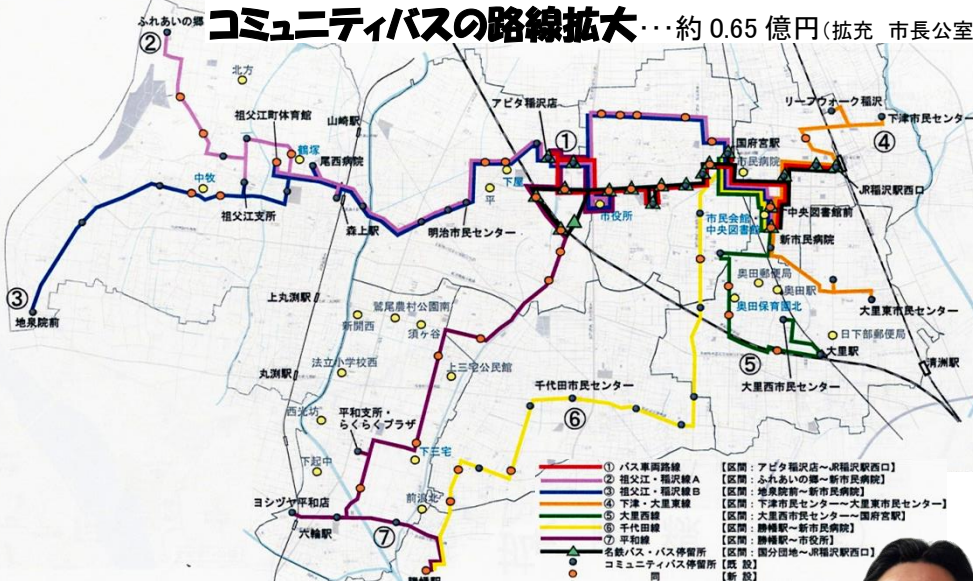 コミュニティバスの路線拡大…約0.65億円(拡充 市長公室
ふれあいの郷
②
北方
祖父江町体育館
山崎駅
鶴塚
尾西病院
中牧
祖父江支所
森上駅
明治市民センター
アピタ稲沢店
①
下屋
平
市役所
国府宮駅
市民病院
リーフウォーク稲沢
下津市民センター
④
JR稲沢駅西口
中央図書館前
市民会館・
中央図書館
新市民病院
③
地泉院前
上丸渕駅
鷲尾農村公園南
新開西
須ヶ谷
奥田郵便局
奥田駅
奥田保育園北
大里東市民センター
日下部郵便局
大里駅
清洲駅
⑤
大里西市民センター
法立小学校西
丸渕駅
上三宅公民館
千代田市民センター
⑥
西光坊
平和支所・
らくらくプラザ
下起中
下三宅
ヨシヅヤ平和店
前浪北
六輪駅
⑦
勝幡駅
① バス車両路線 【区間：アピタ稲沢店～JR稲沢駅西口】
② 祖父江・稲沢線A 【区間：ふれあいの郷～新市民病院】
③ 祖父江・稲沢線B 【区間：地泉院前～新市民病院】
④ 下津・大里東線 【区間：下津市民センター～大里東市民センター】
⑤ 大里西線 【区間：大里西市民センター～国府宮駅】
⑥ 千代田線 【区間：勝幡駅～新市民病院】
⑦ 平和線 【区間：勝幡駅～市役所】
名鉄バス・バス停留所 【区間：国分団地～JR稲沢駅西口】
コミュニティバス停留所 【既 設】
同 【新 設】